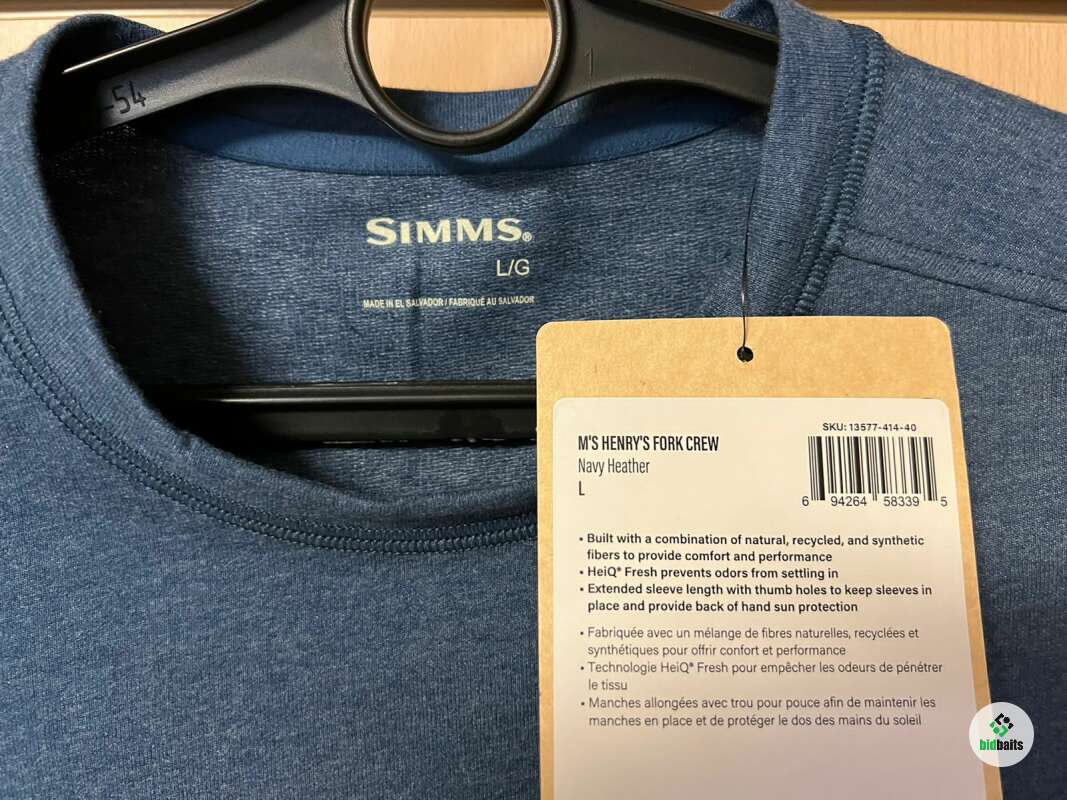 -54
1
SIMMS®
L/G
MADE IN EL SALVADOR / FABRIQUÉ AU SALVADOR
SKU: 13577-414-40
M'S HENRY'S FORK CREW
Navy Heather
L
6 94264 58339 5
• Built with a combination of natural, recycled, and synthetic
fibers to provide comfort and performance
• HeiQ® Fresh prevents odors from settling in
• Extended sleeve length with thumb holes to keep sleeves in
place and provide back of hand sun protection
• Fabriquée avec un mélange de fibres naturelles, recyclées et
synthétiques pour offrir confort et performance
• Technologie HeiQ® Fresh pour empêcher les odeurs de pénétrer
le tissu
• Manches allongées avec trou pour pouce afin de maintenir les
manches en place et de protéger le dos des mains du soleil
bidbaits